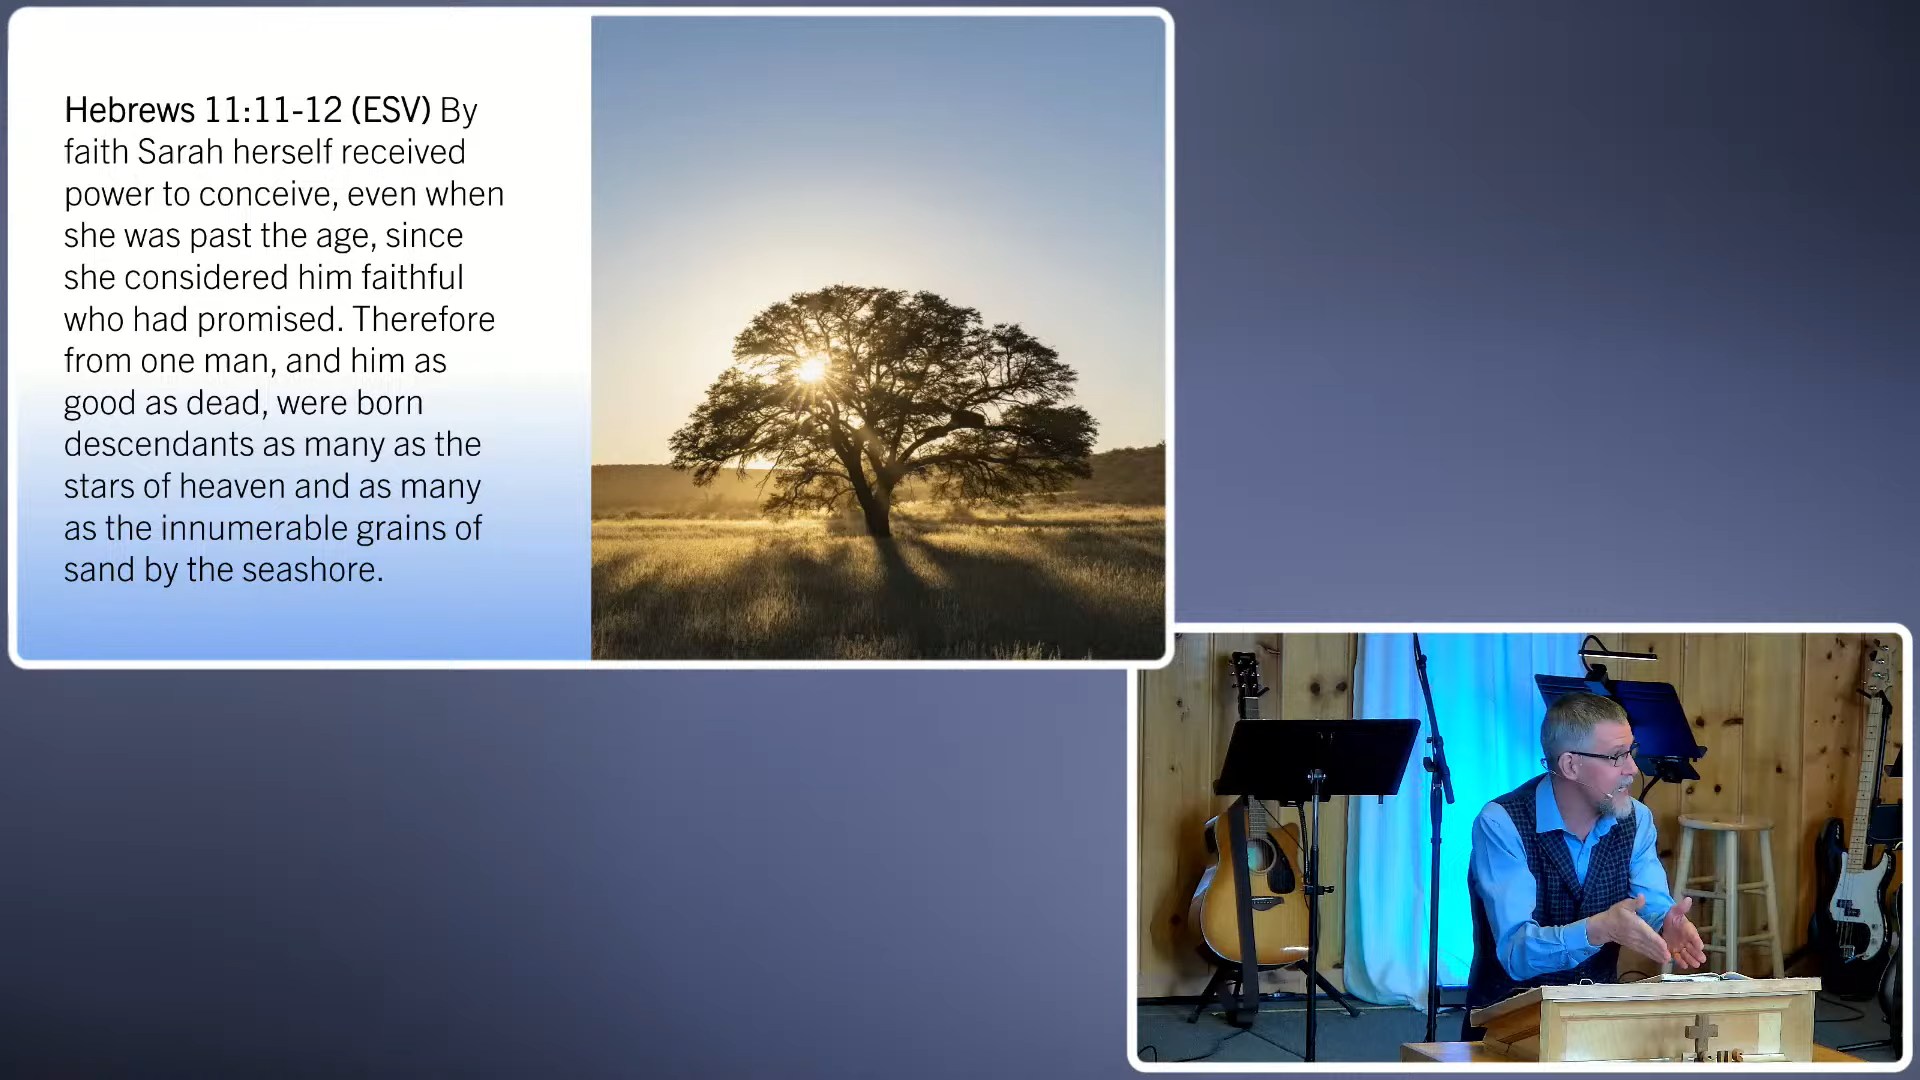 Hebrews 11:11-12 (ESV) By
faith Sarah herself received
power to conceive, even when
she was past the age, since
she considered him faithful
who had promised. Therefore
from one man, and him as
good as dead, were born
descendants as many as the
stars of heaven and as many
as the innumerable grains of
sand by the seashore.